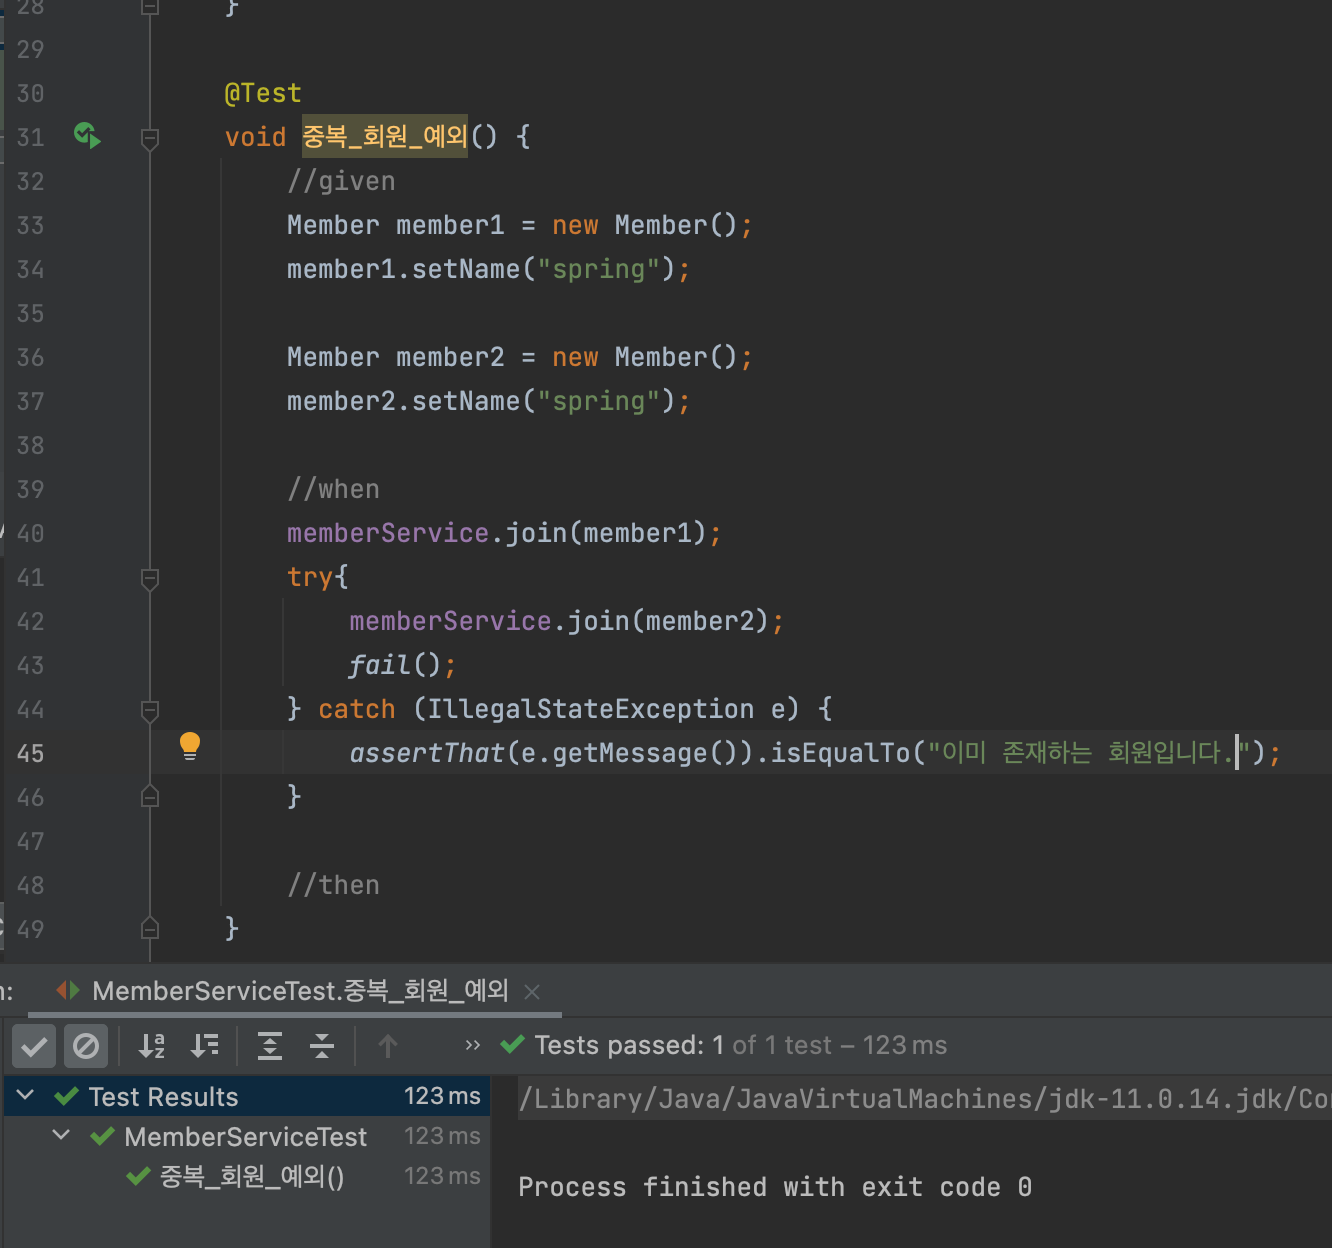 28 }
29
30 @Test
31 void 중복_회원_예외() {
32 //given
33 Member member1 = new Member();
34 member1.setName("spring");
35
36 Member member2 = new Member();
37 member2.setName("spring");
38
39 //when
40 memberService.join(member1);
41 try{
42 memberService.join(member2);
43 fail();
44 } catch (IllegalStateException e) {
45 assertThat(e.getMessage()).isEqualTo("이미 존재하는 회원입니다.");
46 }
47
48 //then
49 }
MemberServiceTest.중복_회원_예외 ×
» Tests passed: 1 of 1 test – 123 ms
Test Results 123 ms
/Library/Java/JavaVirtualMachines/jdk-11.0.14.jdk/Co
MemberServiceTest 123 ms
중복_회원_예외() 123 ms
Process finished with exit code 0